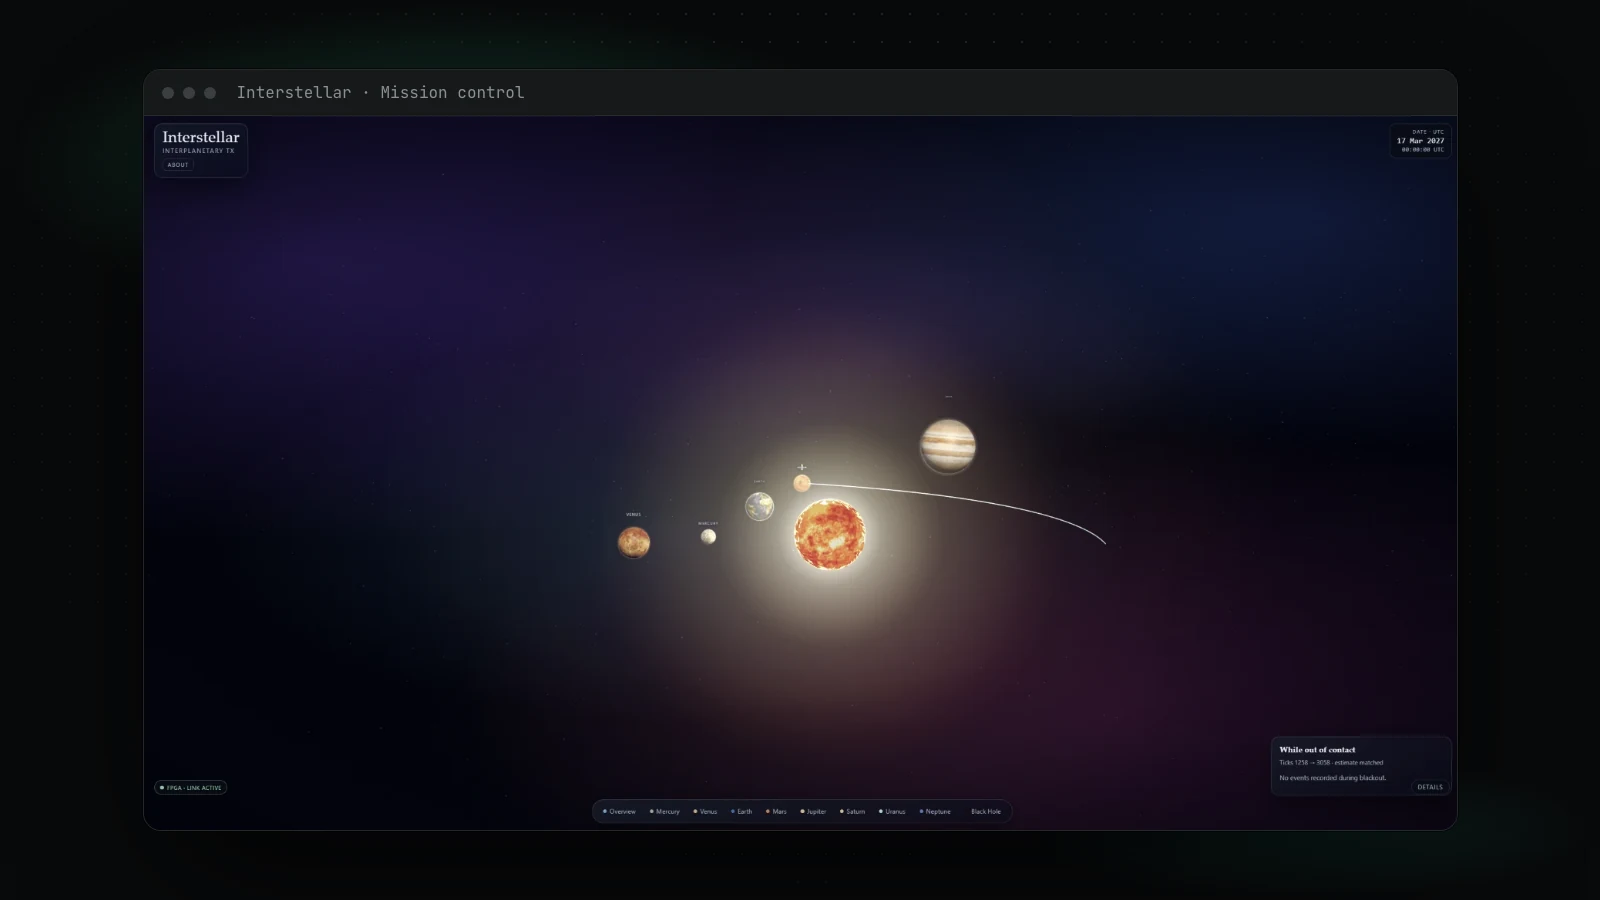 Interstellar · Mission control
Interstellar
INTERPLANETARY TX
ABOUT
DATE · UTC
17 Mar 2027
00:00:00 UTC
VENUS
MERCURY
While out of contact
Ticks 1258 → 3058 · estimate matched
No events recorded during blackout.
DETAILS
FPGA · LINK ACTIVE
Overview Mercury Venus Earth Mars Jupiter Saturn Uranus Neptune Black Hole